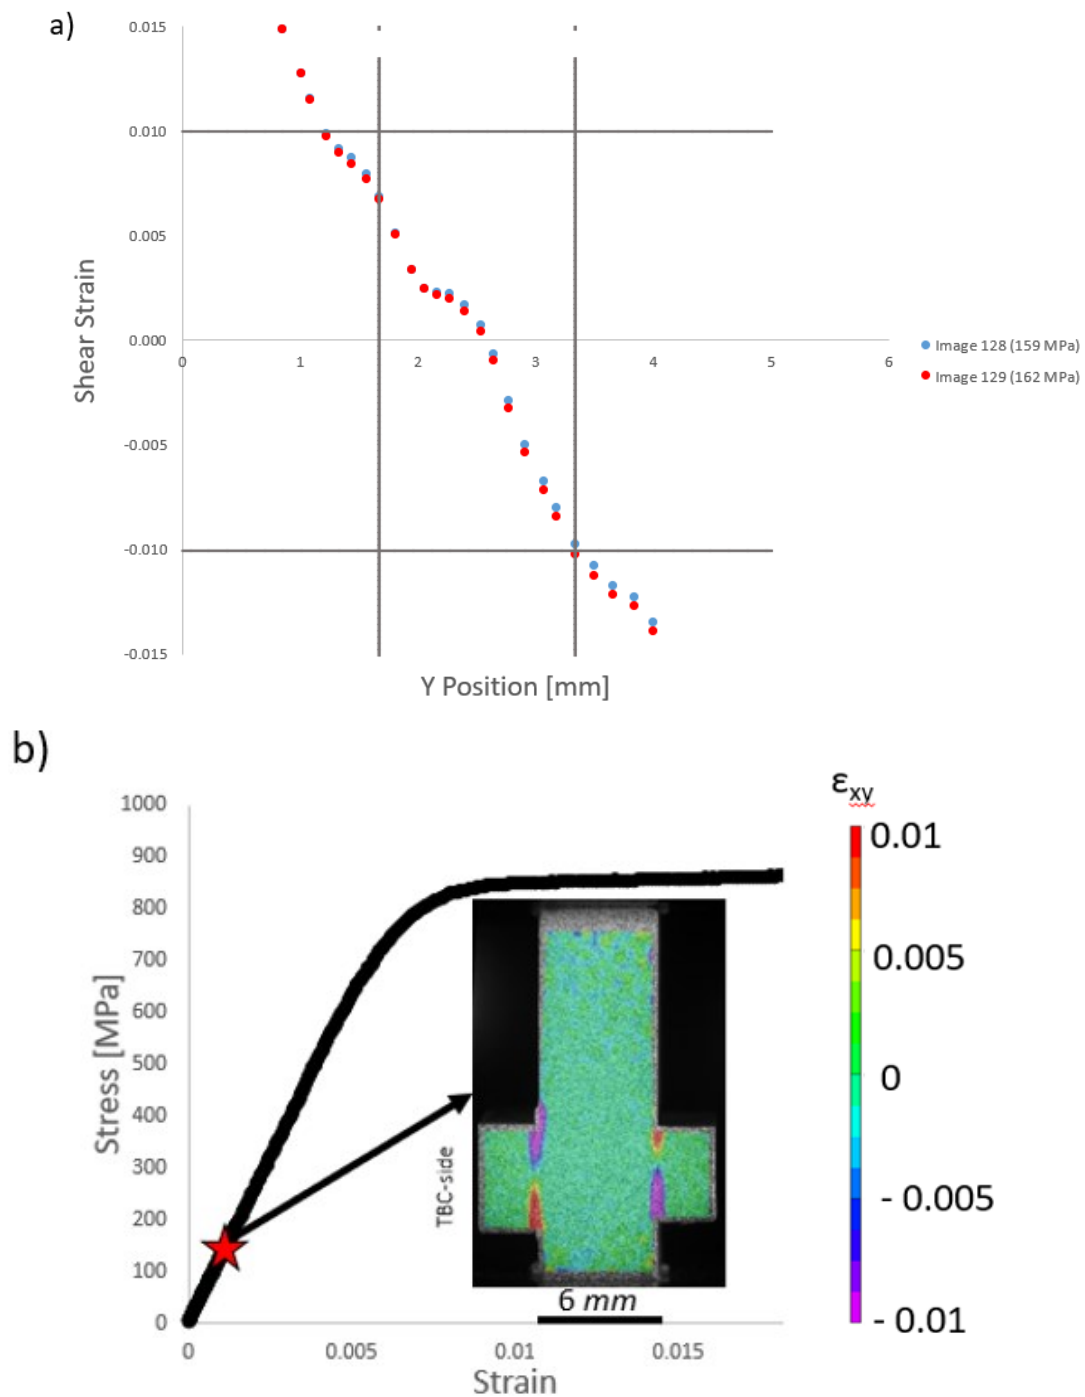 a)
0.015
0.010
0.005
0.000
-0.005
-0.010
-0.015
0 1 2 3 4 5 6
Shear Strain
Y Position [mm]
Image 128 (159 MPa)
Image 129 (162 MPa)
b)
1000
900
800
700
600
500
400
300
200
100
0
Stress [MPa]
0 0.005 0.01 0.015
Strain
TBC-side
6 mm
εxy
0.01
0.005
0
- 0.005
- 0.01